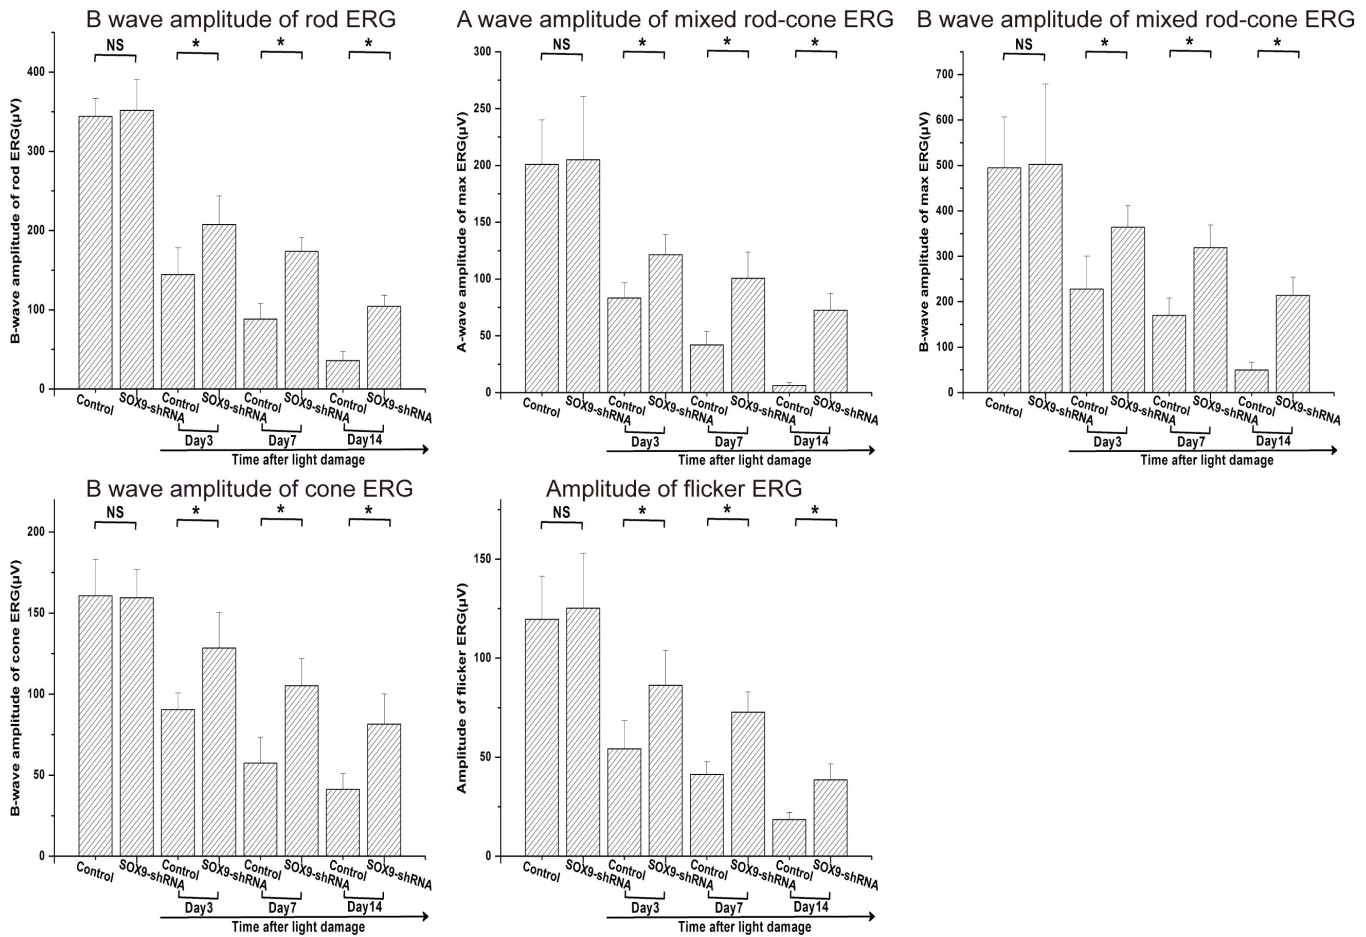 B wave amplitude of rod ERG
NS * * *
B-wave amplitude of rod ERG(μV)
400
300
200
100
0
Control SOX9-shRNA Control SOX9-shRNA Control SOX9-shRNA Control SOX9-shRNA
Day3 Day7 Day14
Time after light damage
A wave amplitude of mixed rod-cone ERG
NS * * *
A-wave amplitude of max ERG(μV)
300
250
200
150
100
50
0
Control SOX9-shRNA Control SOX9-shRNA Control SOX9-shRNA Control SOX9-shRNA
Day3 Day7 Day14
Time after light damage
B wave amplitude of mixed rod-cone ERG
NS * * *
B-wave amplitude of max ERG(μV)
700
600
500
400
300
200
100
0
Control SOX9-shRNA Control SOX9-shRNA Control SOX9-shRNA Control SOX9-shRNA
Day3 Day7 Day14
Time after light damage
B wave amplitude of cone ERG
NS * * *
B-wave amplitude of cone ERG(μV)
200
150
100
50
0
Control SOX9-shRNA Control SOX9-shRNA Control SOX9-shRNA Control SOX9-shRNA
Day3 Day7 Day14
Time after light damage
Amplitude of flicker ERG
NS * * *
Amplitude of flicker ERG(μV)
150
100
50
0
Control SOX9-shRNA Control SOX9-shRNA Control SOX9-shRNA Control SOX9-shRNA
Day3 Day7 Day14
Time after light damage